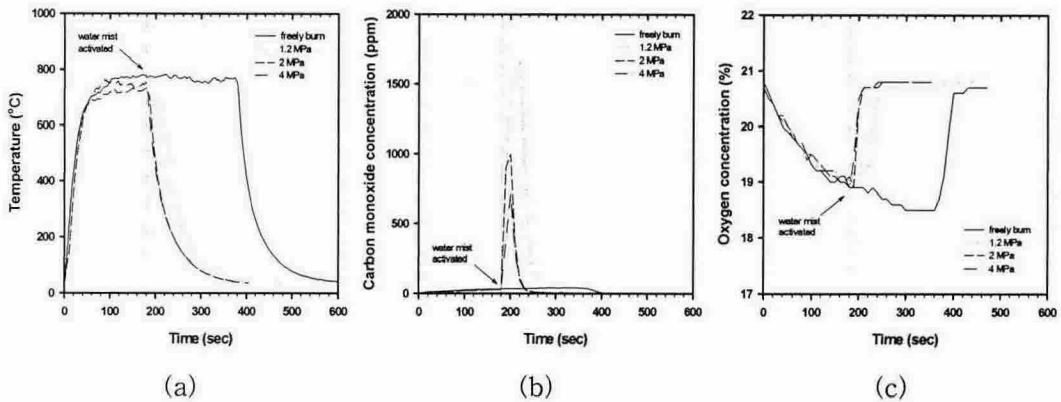 Temperature (°C)
1000
800
600
400
200
0
0 100 200 300 400 500 600
Time (sec)
water mist
activated
freely burn
1.2 MPa
2 MPa
4 MPa
(a)
Carbon monoxide concentration (ppm)
2000
1500
1000
500
0
0 100 200 300 400 500 600
Time (sec)
freely burn
1.2 MPa
2 MPa
4 MPa
water mist
activated
(b)
Oxygen concentration (%)
22
21
20
19
18
17
0 100 200 300 400 500 600
Time (sec)
water mist
activated
freely burn
1.2 MPa
2 MPa
4 MPa
(c)